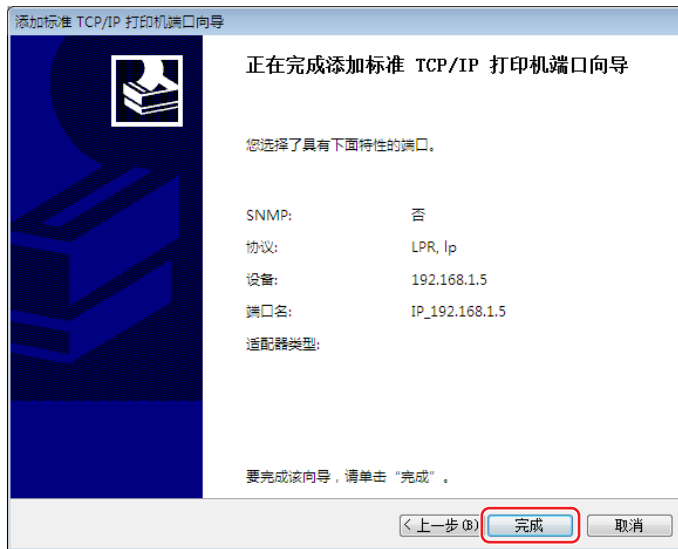 添加标准 TCP/IP 打印机端口向导
正在完成添加标准 TCP/IP 打印机端口向导
您选择了具有下面特性的端口。
SNMP: 否
协议: LPR, lp
设备: 192.168.1.5
端口名: IP_192.168.1.5
适配器类型:
要完成该向导，请单击“完成”。
< 上一步(B) 完成 取消